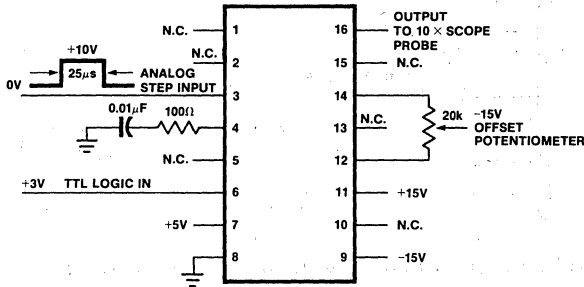 N.C. 1
N.C. 2
+10V
0V 25μs ANALOG
STEP INPUT
3
0.01μF 100Ω
4
N.C. 5
+3V TTL LOGIC IN 6
+5V 7
8
16 OUTPUT
TO 10 × SCOPE
PROBE
15 N.C.
14
N.C. 13
20k -15V
OFFSET
POTENTIOMETER
12
11 +15V
10 N.C.
9 -15V